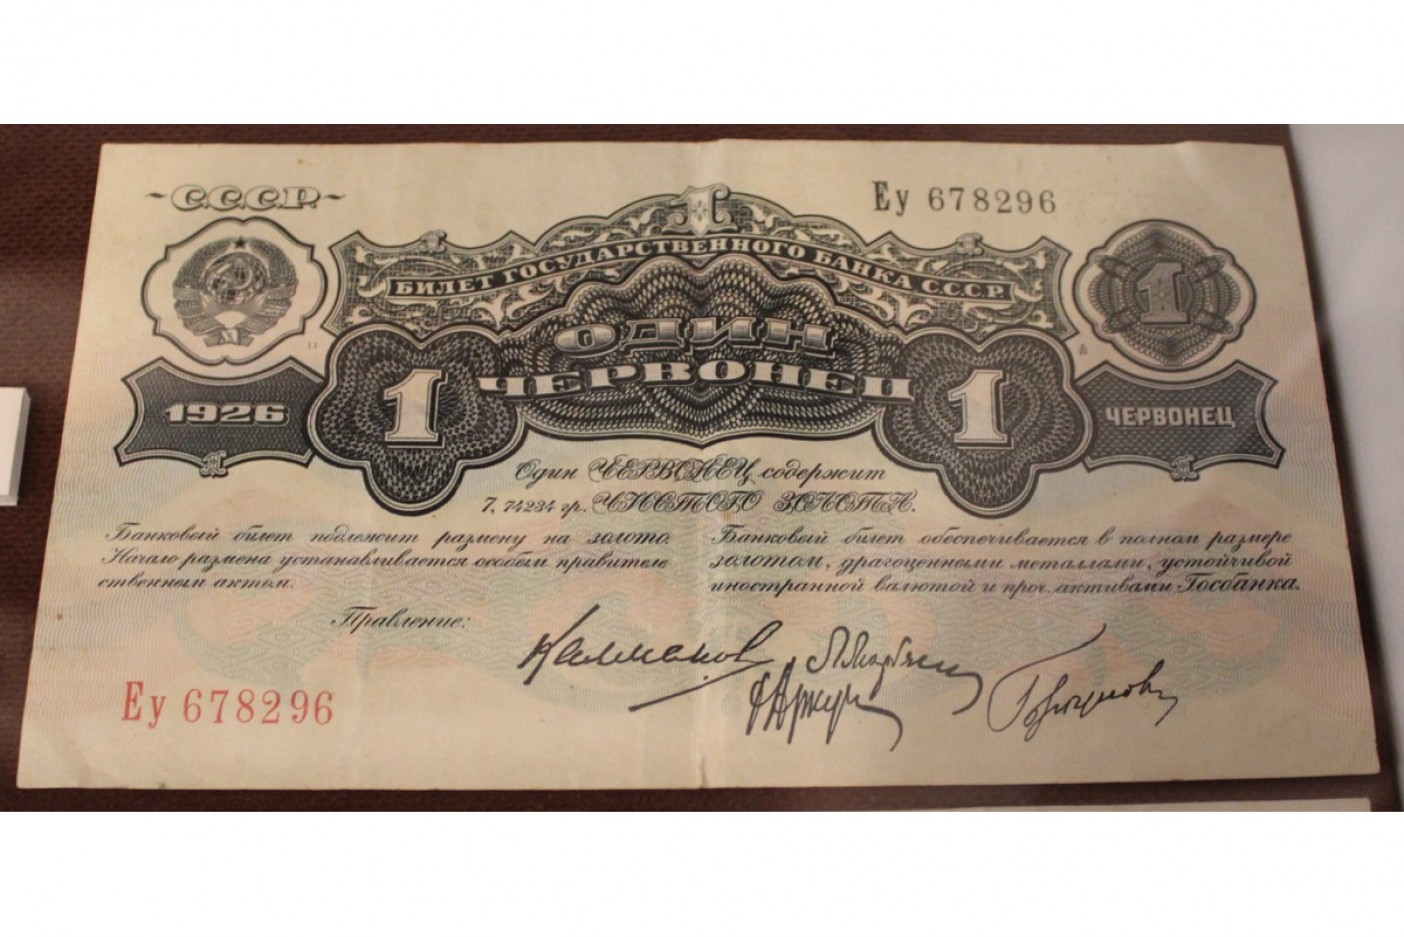 С.С.С.Р.
Еу 678296
БИЛЕТ ГОСУДАРСТВЕННОГО БАНКА С.С.С.Р.
1
ОДИН
ЧЕРВОНЕЦ
1926
1
1
ЧЕРВОНЕЦ
Один ЧЕРВОНЕЦ содержит
7,74234 гр. ЧИСТОГО ЗОЛОТА.
Банковый билет подлежит размену на золото.
Начало размена устанавливается особым правитель
ственным актом.
Банковый билет обеспечивается в полном размере
золотом, драгоценными металлами, устойчивой
иностранной валютой и проч. активами Госбанка.
Правление:
Еу 678296